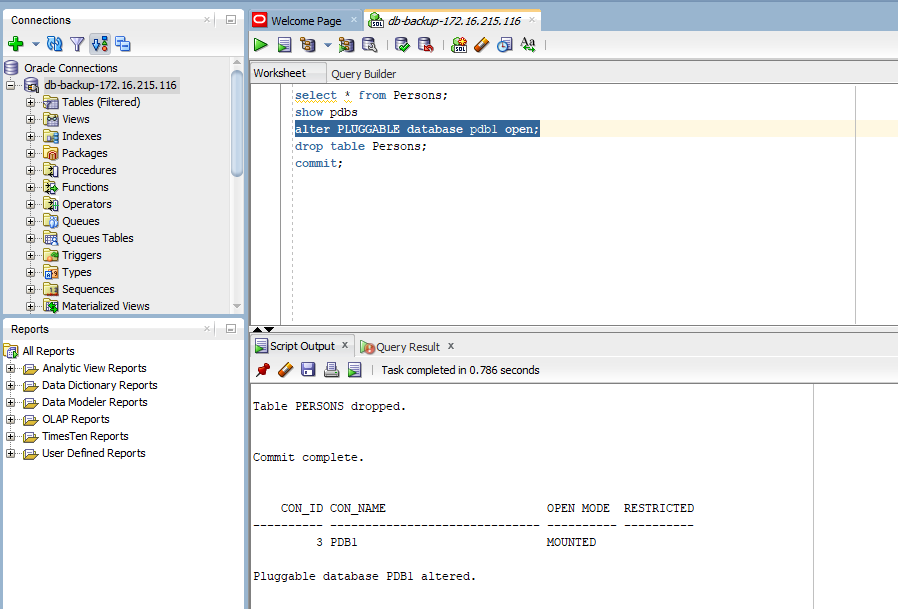 Connections
Oracle Connections
db-backup-172.16.215.116
Tables (Filtered)
Views
Indexes
Packages
Procedures
Functions
Operators
Queues
Queues Tables
Triggers
Types
Sequences
Materialized Views
Reports
All Reports
Analytic View Reports
Data Dictionary Reports
Data Modeler Reports
OLAP Reports
TimesTen Reports
User Defined Reports
Welcome Page
db-backup-172.16.215.116
Worksheet Query Builder
select * from Persons;
show pdbs
alter PLUGGABLE database pdb1 open;
drop table Persons;
commit;
Script Output x Query Result x
Task completed in 0.786 seconds
Table PERSONS dropped.
Commit complete.
CON_ID CON_NAME OPEN MODE RESTRICTED
---------- ------------------------------ ---------- ----------
3 PDB1 MOUNTED
Pluggable database PDB1 altered.